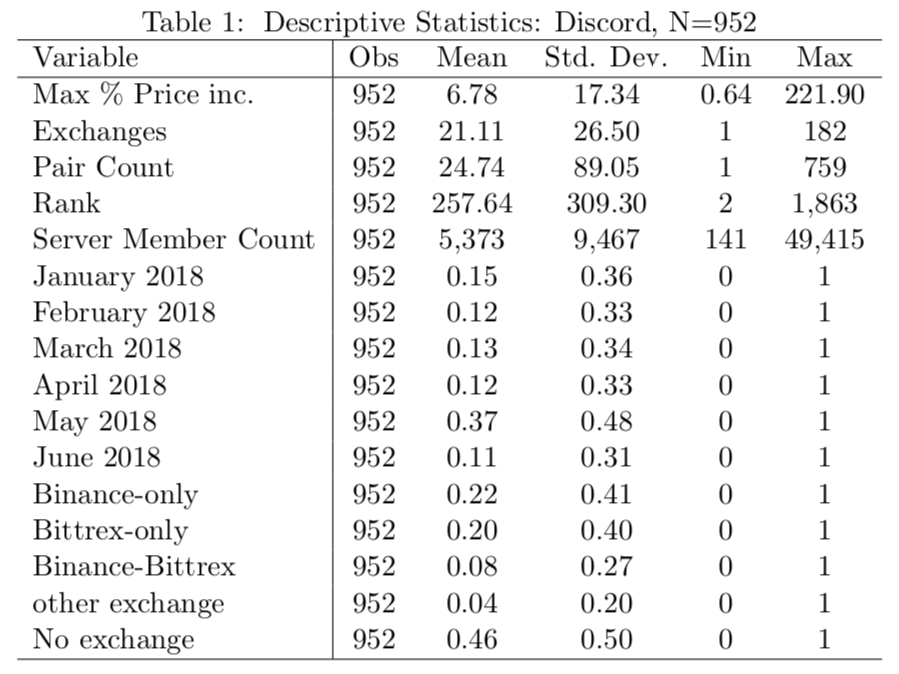 Table 1: Descriptive Statistics: Discord, N=952
Variable Obs Mean Std. Dev. Min Max
Max % Price inc. 952 6.78 17.34 0.64 221.90
Exchanges 952 21.11 26.50 1 182
Pair Count 952 24.74 89.05 1 759
Rank 952 257.64 309.30 2 1,863
Server Member Count 952 5,373 9,467 141 49,415
January 2018 952 0.15 0.36 0 1
February 2018 952 0.12 0.33 0 1
March 2018 952 0.13 0.34 0 1
April 2018 952 0.12 0.33 0 1
May 2018 952 0.37 0.48 0 1
June 2018 952 0.11 0.31 0 1
Binance-only 952 0.22 0.41 0 1
Bittrex-only 952 0.20 0.40 0 1
Binance-Bittrex 952 0.08 0.27 0 1
other exchange 952 0.04 0.20 0 1
No exchange 952 0.46 0.50 0 1